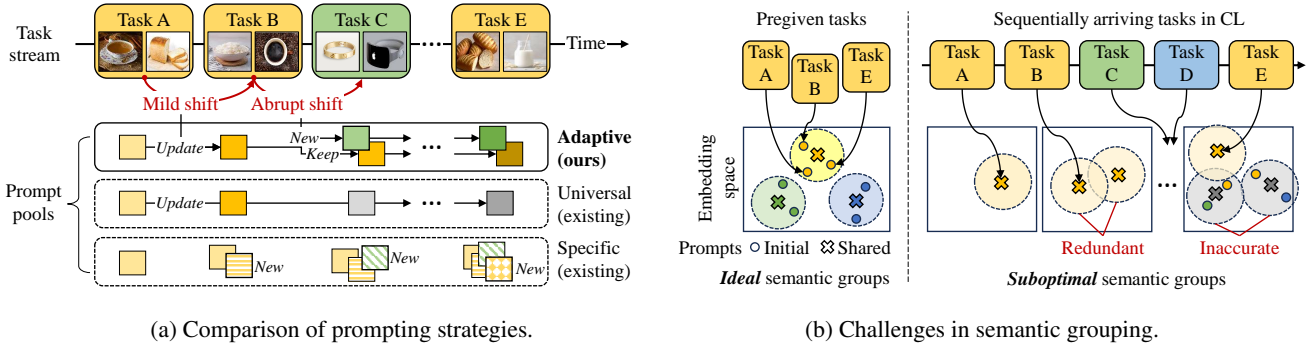 Task stream
Task A
Task B
Task C
...
Task E
Time
Mild shift
Abrupt shift
Prompt pools
Update
New
Keep
...
Adaptive (ours)
Update
...
Universal (existing)
New
New
...
New
Specific (existing)
(a) Comparison of prompting strategies.
Pregiven tasks
Task A
Task B
Task E
Embedding space
Prompts
Initial
Shared
Ideal semantic groups
Sequentially arriving tasks in CL
Task A
Task B
Task C
Task D
Task E
...
Redundant
Inaccurate
Suboptimal semantic groups
(b) Challenges in semantic grouping.